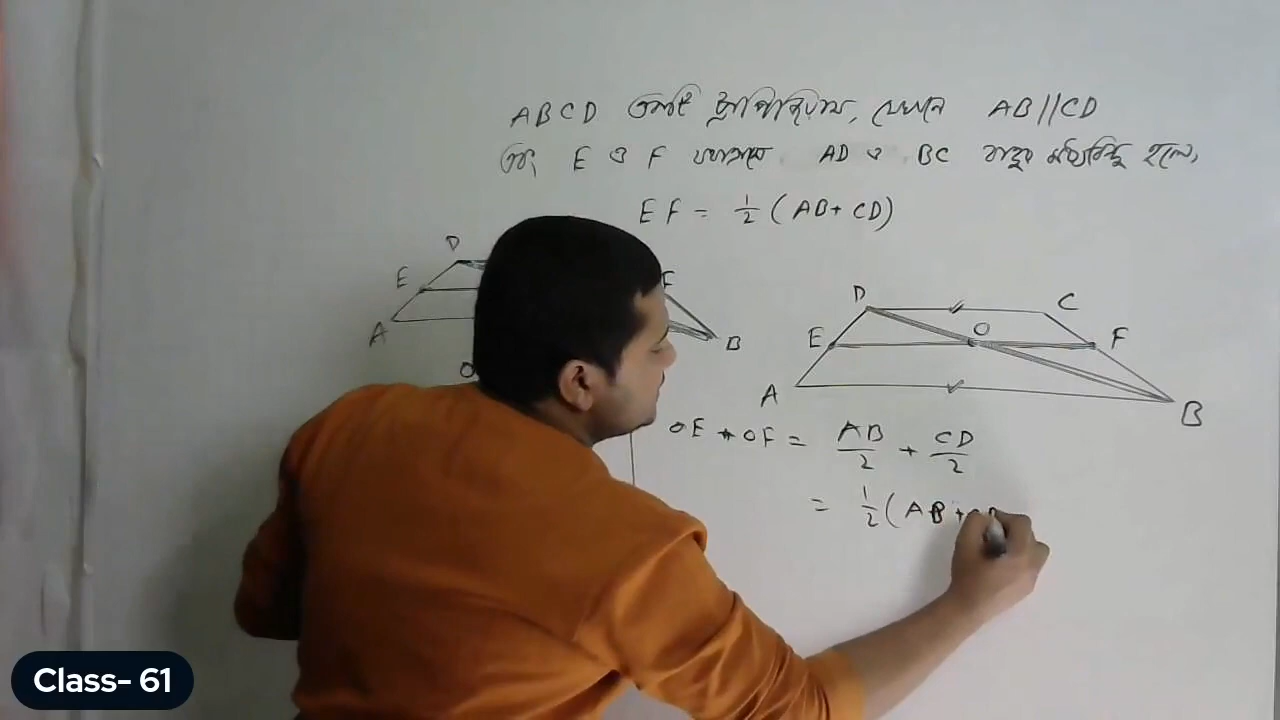 ABCD একটি ট্রাপিজিয়াম, যেখানে AB//CD
এবং E ও F যথাক্রমে AD ও BC বাহুর মধ্যবিন্দু হলে,
EF = 1/2 (AB+ CD)
D
E
F
A
B
D
C
E
O
F
A
B
OE + OF = AB/2 + CD/2
= 1/2 (AB +
Class- 61